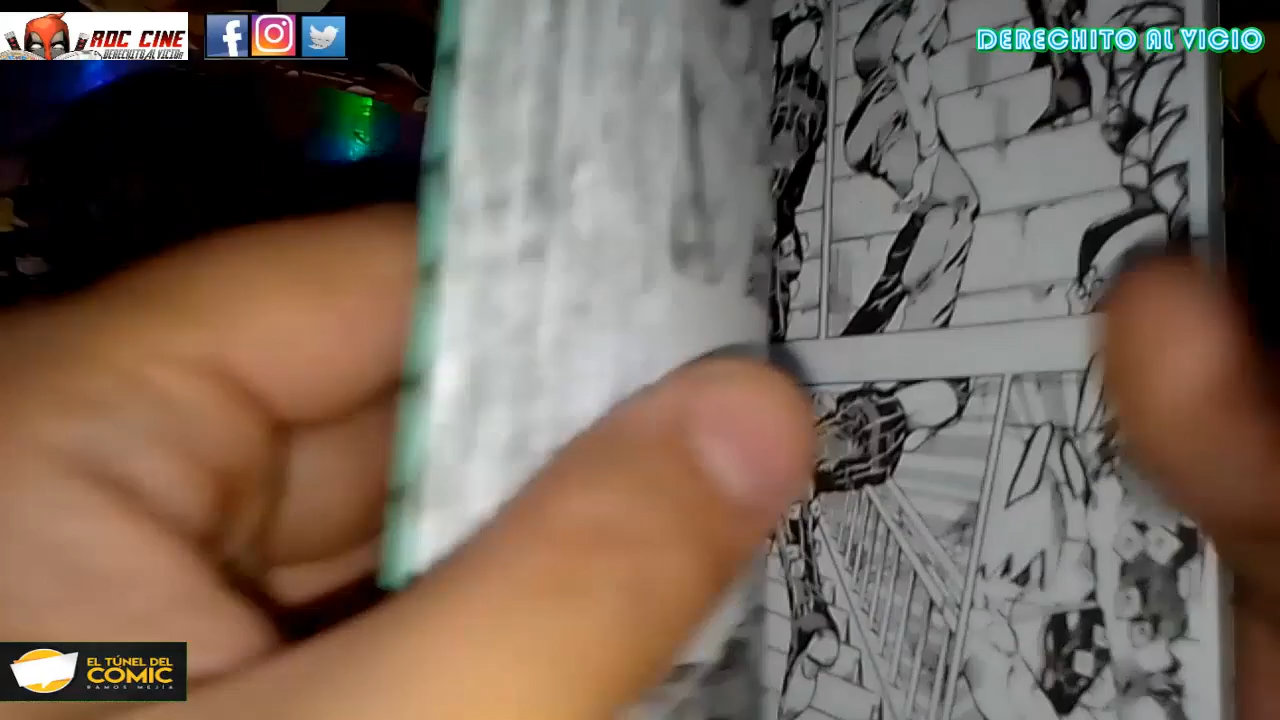 ROC CINE
DERECHITO AL VICIO!
DERECHITO AL VICIO
EL TÚNEL DEL
COMIC
RAMOS MEJÍA